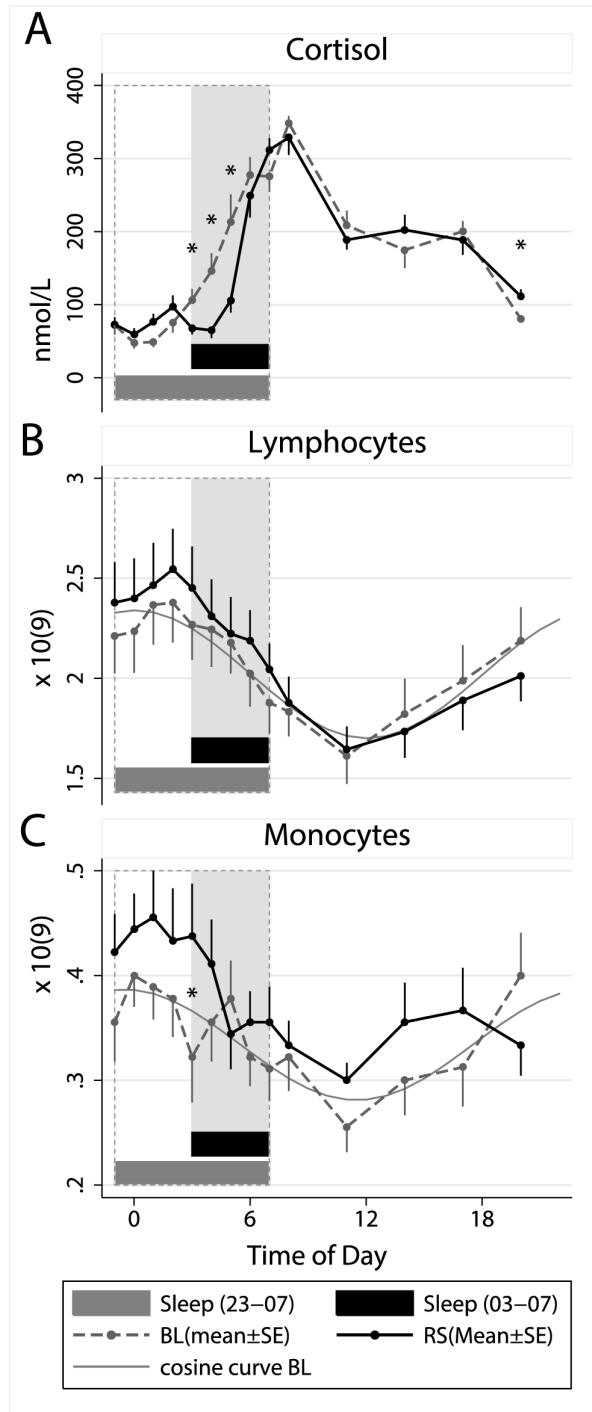 A
Cortisol
400
300
200
100
0
nmol/L
*
*
*
*
B
Lymphocytes
3
2.5
2
1.5
x 10(9)
C
Monocytes
.5
.4
.3
.2
x 10(9)
*
0 6 12 18
Time of Day
Sleep (23–07) Sleep (03–07)
BL(mean±SE) RS(Mean±SE)
cosine curve BL